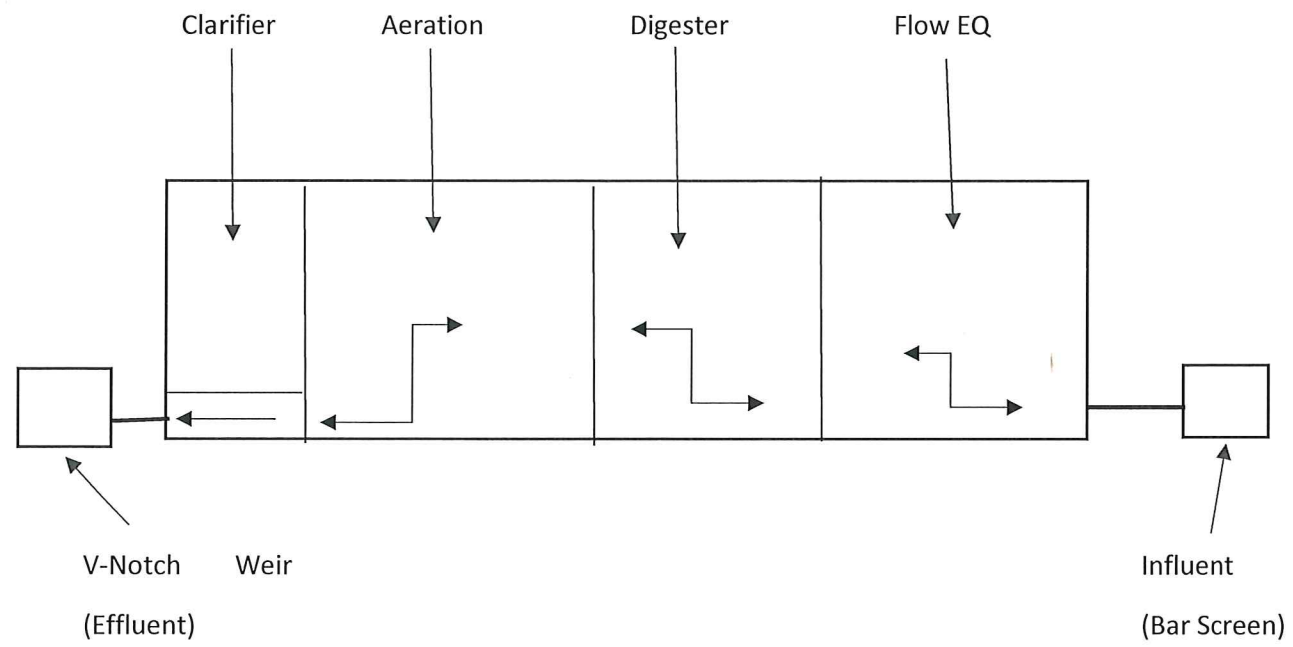 Clarifier Aeration Digester Flow EQ
V-Notch Weir
(Effluent)
Influent
(Bar Screen)